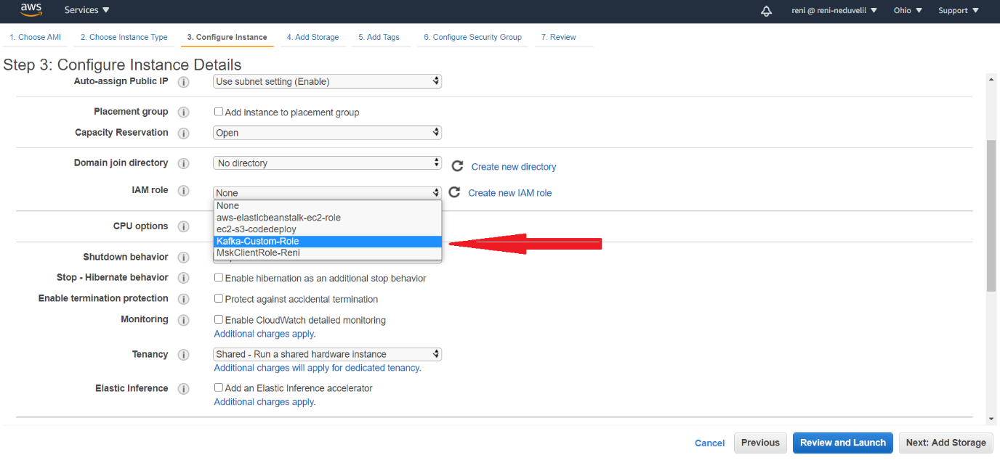 aws
Services
reni @ reni-neduvelil
Ohio
Support
1. Choose AMI
2. Choose Instance Type
3. Configure Instance
4. Add Storage
5. Add Tags
6. Configure Security Group
7. Review
Step 3: Configure Instance Details
Auto-assign Public IP
Use subnet setting (Enable)
Placement group
Add instance to placement group
Capacity Reservation
Open
Domain join directory
No directory
Create new directory
IAM role
None
Create new IAM role
None
aws-elasticbeanstalk-ec2-role
ec2-s3-codedeploy
Kafka-Custom-Role
MskClientRole-Reni
CPU options
Shutdown behavior
Stop - Hibernate behavior
Enable hibernation as an additional stop behavior
Enable termination protection
Protect against accidental termination
Monitoring
Enable CloudWatch detailed monitoring
Additional charges apply.
Tenancy
Shared - Run a shared hardware instance
Additional charges will apply for dedicated tenancy.
Elastic Inference
Add an Elastic Inference accelerator
Additional charges apply.
Cancel
Previous
Review and Launch
Next: Add Storage